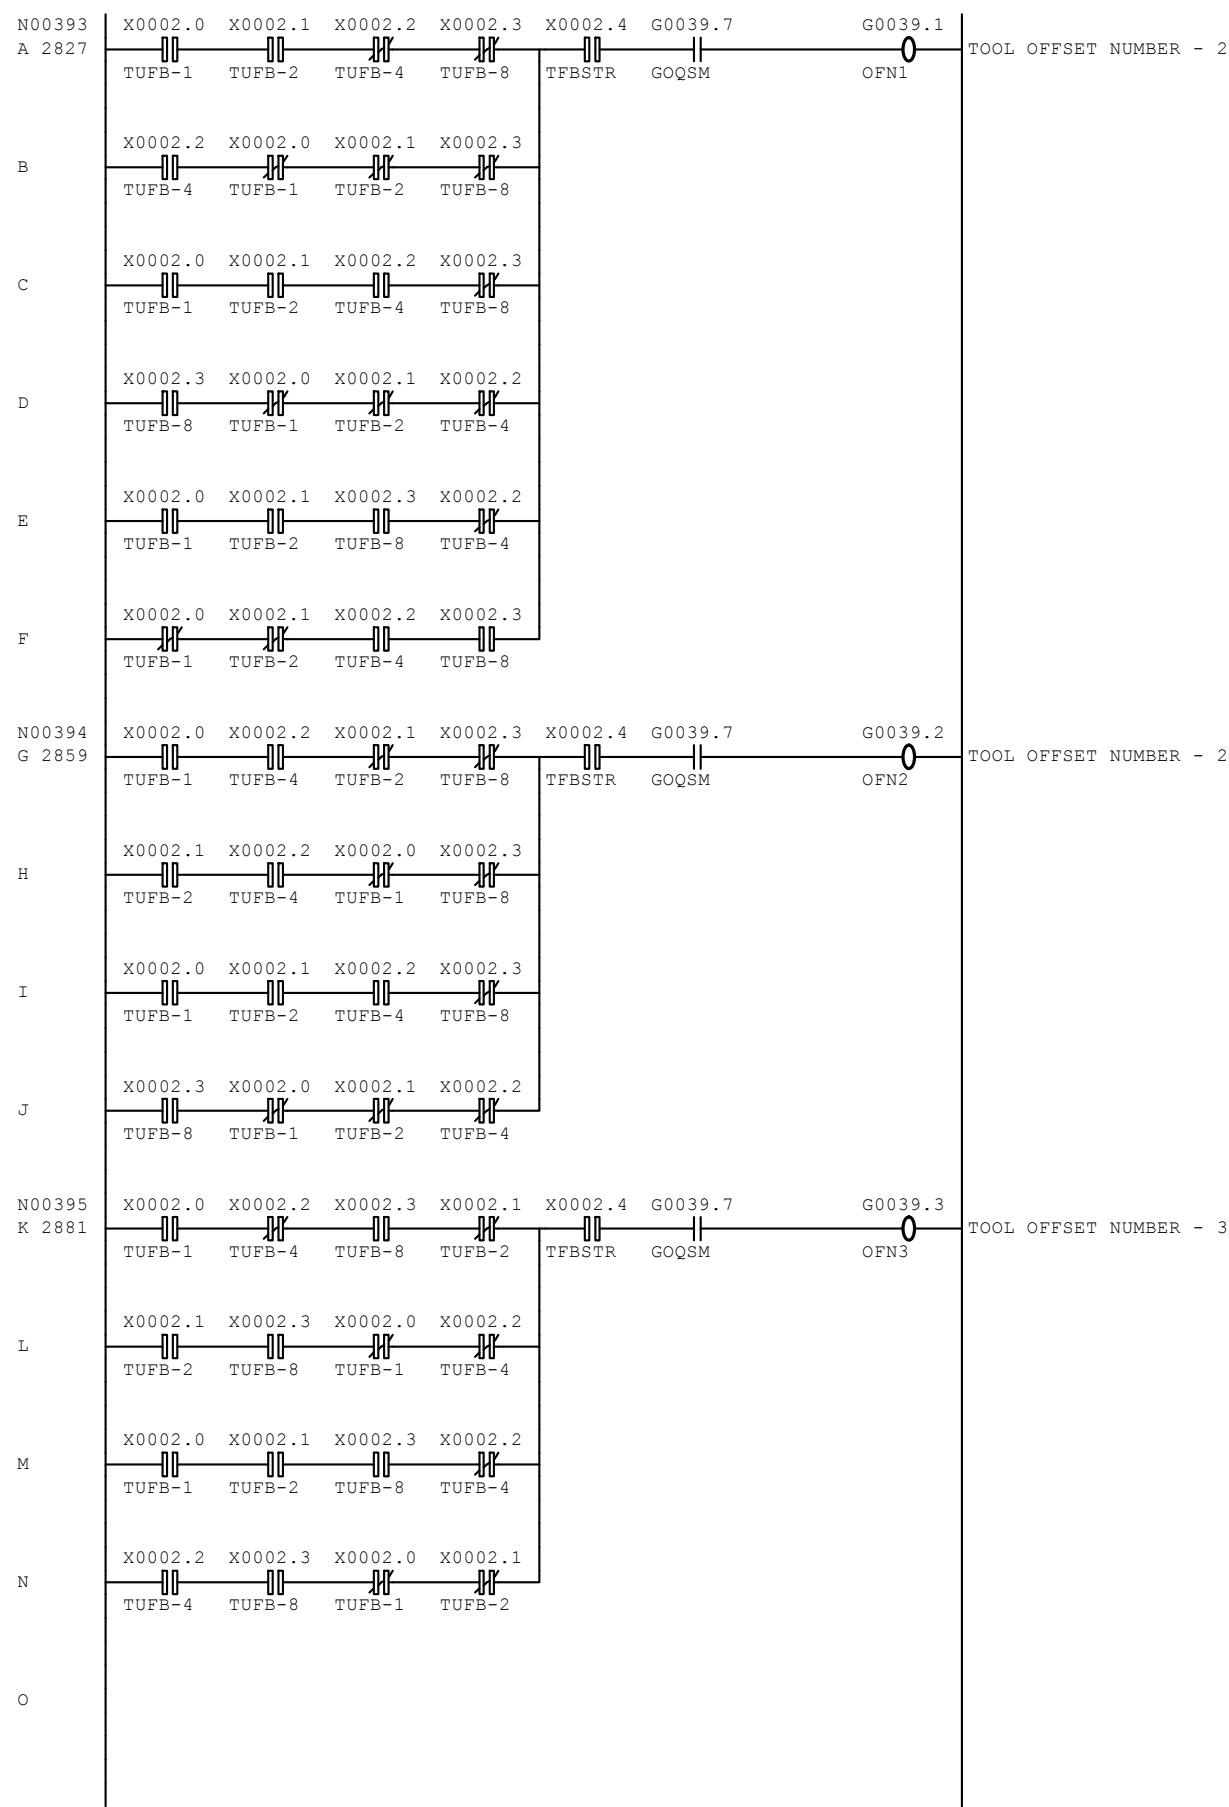 N00393 X0002.0 X0002.1 X0002.2 X0002.3 X0002.4 G0039.7 G0039.1
A 2827 TOOL OFFSET NUMBER - 2
TUFB-1 TUFB-2 TUFB-4 TUFB-8 TFBSTR GOQSM OFN1
X0002.2 X0002.0 X0002.1 X0002.3
B
TUFB-4 TUFB-1 TUFB-2 TUFB-8
X0002.0 X0002.1 X0002.2 X0002.3
C
TUFB-1 TUFB-2 TUFB-4 TUFB-8
X0002.3 X0002.0 X0002.1 X0002.2
D
TUFB-8 TUFB-1 TUFB-2 TUFB-4
X0002.0 X0002.1 X0002.3 X0002.2
E
TUFB-1 TUFB-2 TUFB-8 TUFB-4
X0002.0 X0002.1 X0002.2 X0002.3
F
TUFB-1 TUFB-2 TUFB-4 TUFB-8
N00394 X0002.0 X0002.2 X0002.1 X0002.3 X0002.4 G0039.7 G0039.2
G 2859 TOOL OFFSET NUMBER - 2
TUFB-1 TUFB-4 TUFB-2 TUFB-8 TFBSTR GOQSM OFN2
X0002.1 X0002.2 X0002.0 X0002.3
H
TUFB-2 TUFB-4 TUFB-1 TUFB-8
X0002.0 X0002.1 X0002.2 X0002.3
I
TUFB-1 TUFB-2 TUFB-4 TUFB-8
X0002.3 X0002.0 X0002.1 X0002.2
J
TUFB-8 TUFB-1 TUFB-2 TUFB-4
N00395 X0002.0 X0002.2 X0002.3 X0002.1 X0002.4 G0039.7 G0039.3
K 2881 TOOL OFFSET NUMBER - 3
TUFB-1 TUFB-4 TUFB-8 TUFB-2 TFBSTR GOQSM OFN3
X0002.1 X0002.3 X0002.0 X0002.2
L
TUFB-2 TUFB-8 TUFB-1 TUFB-4
X0002.0 X0002.1 X0002.3 X0002.2
M
TUFB-1 TUFB-2 TUFB-8 TUFB-4
X0002.2 X0002.3 X0002.0 X0002.1
N
TUFB-4 TUFB-8 TUFB-1 TUFB-2
O